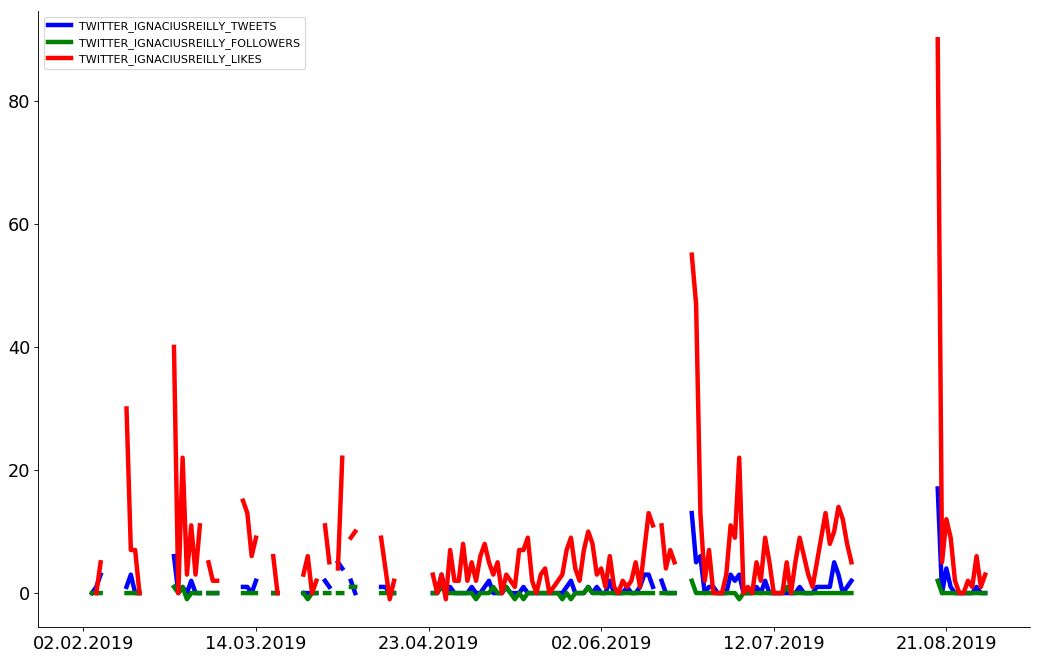 TWITTER_IGNACIUSREILLY_TWEETS
TWITTER_IGNACIUSREILLY_FOLLOWERS
TWITTER_IGNACIUSREILLY_LIKES
80
60
40
20
0
02.02.2019 14.03.2019 23.04.2019 02.06.2019 12.07.2019 21.08.2019